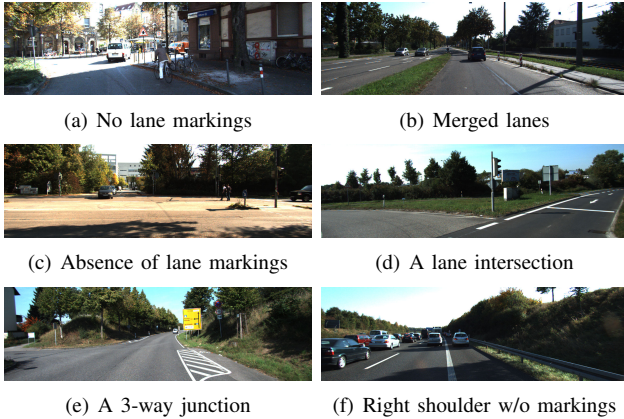 (a) No lane markings
(b) Merged lanes
(c) Absence of lane markings
(d) A lane intersection
(e) A 3-way junction
(f) Right shoulder w/o markings